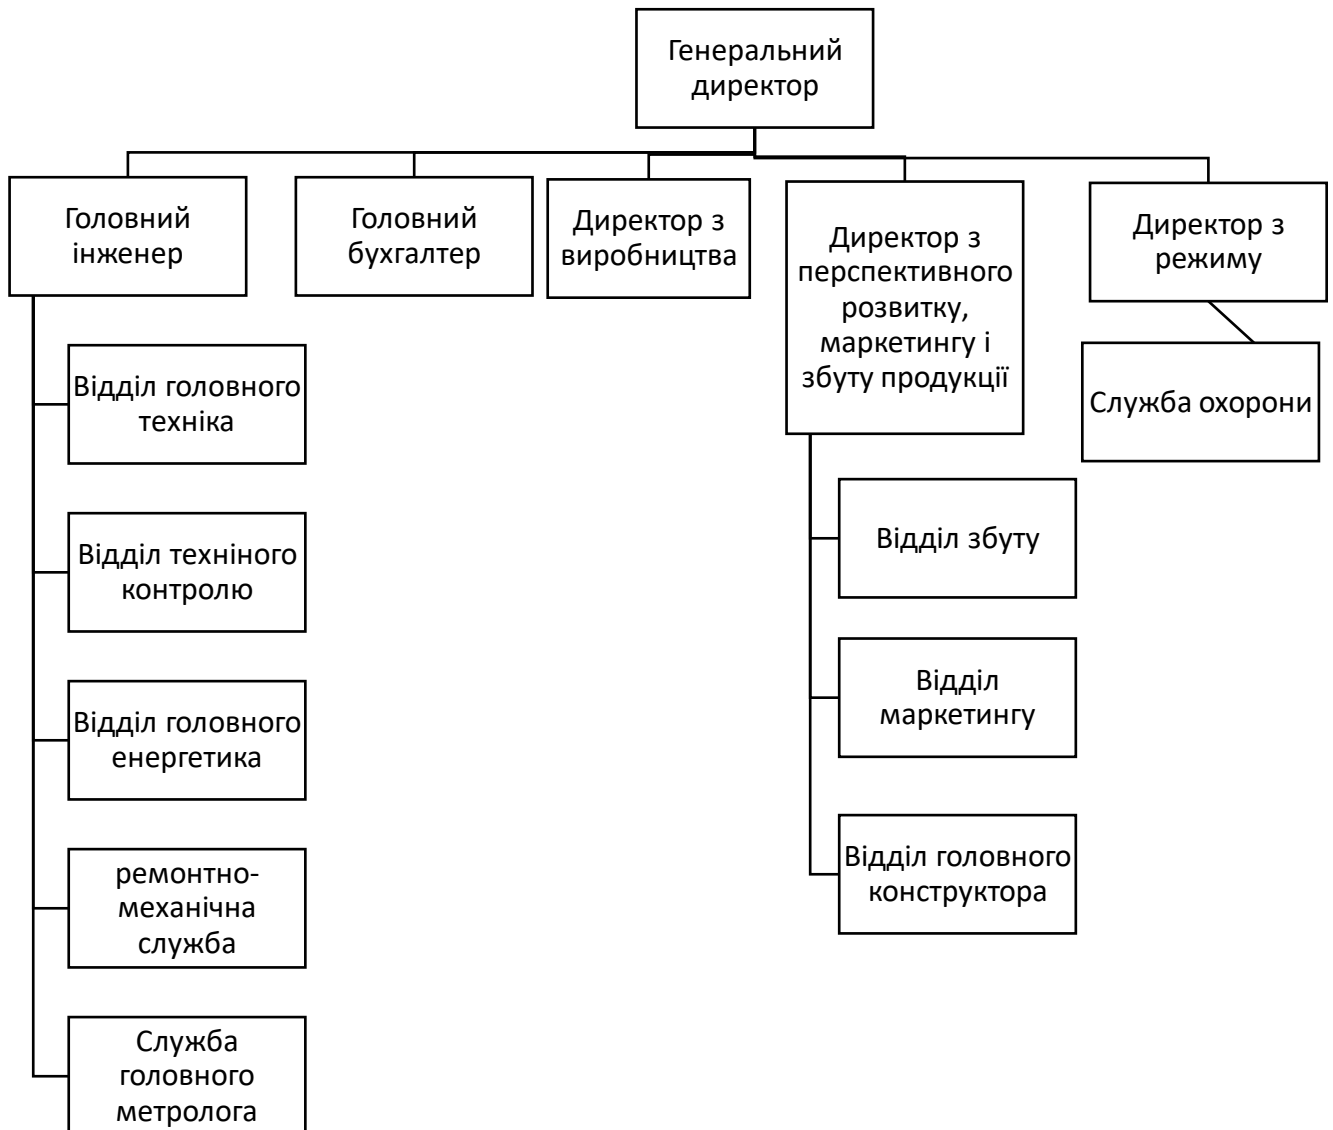 Генеральний
директор
Головний
інженер
Головний
бухгалтер
Директор з
виробництва
Директор з
перспективного
розвитку,
маркетингу і
збуту продукції
Директор з
режиму
Відділ головного
техніка
Відділ техніного
контролю
Відділ головного
енергетика
ремонтно-
механічна
служба
Служба
головного
метролога
Відділ збуту
Відділ
маркетингу
Відділ головного
конструктора
Служба охорони